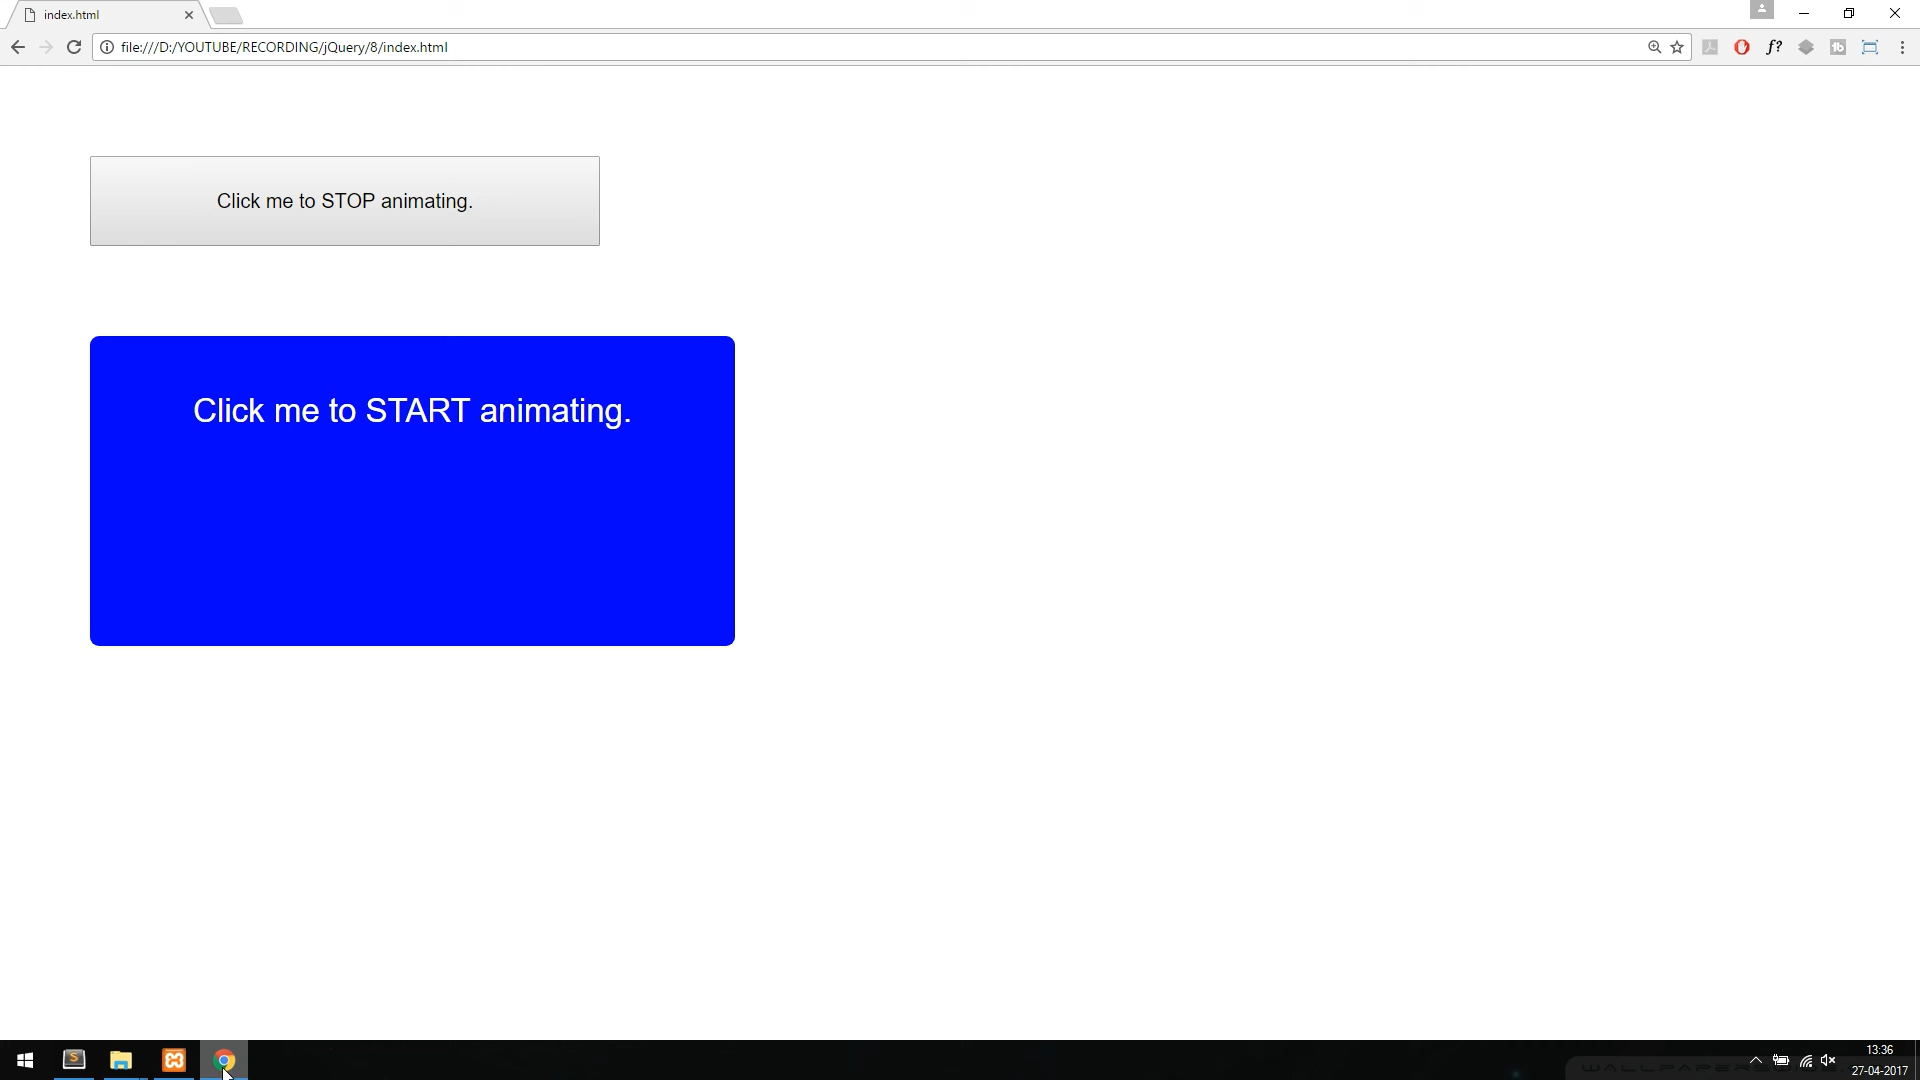 index.html
file:///D:/YOUTUBE/RECORDING/jQuery/8/index.html
f?
Click me to STOP animating.
Click me to START animating.
13:36
27-04-2017